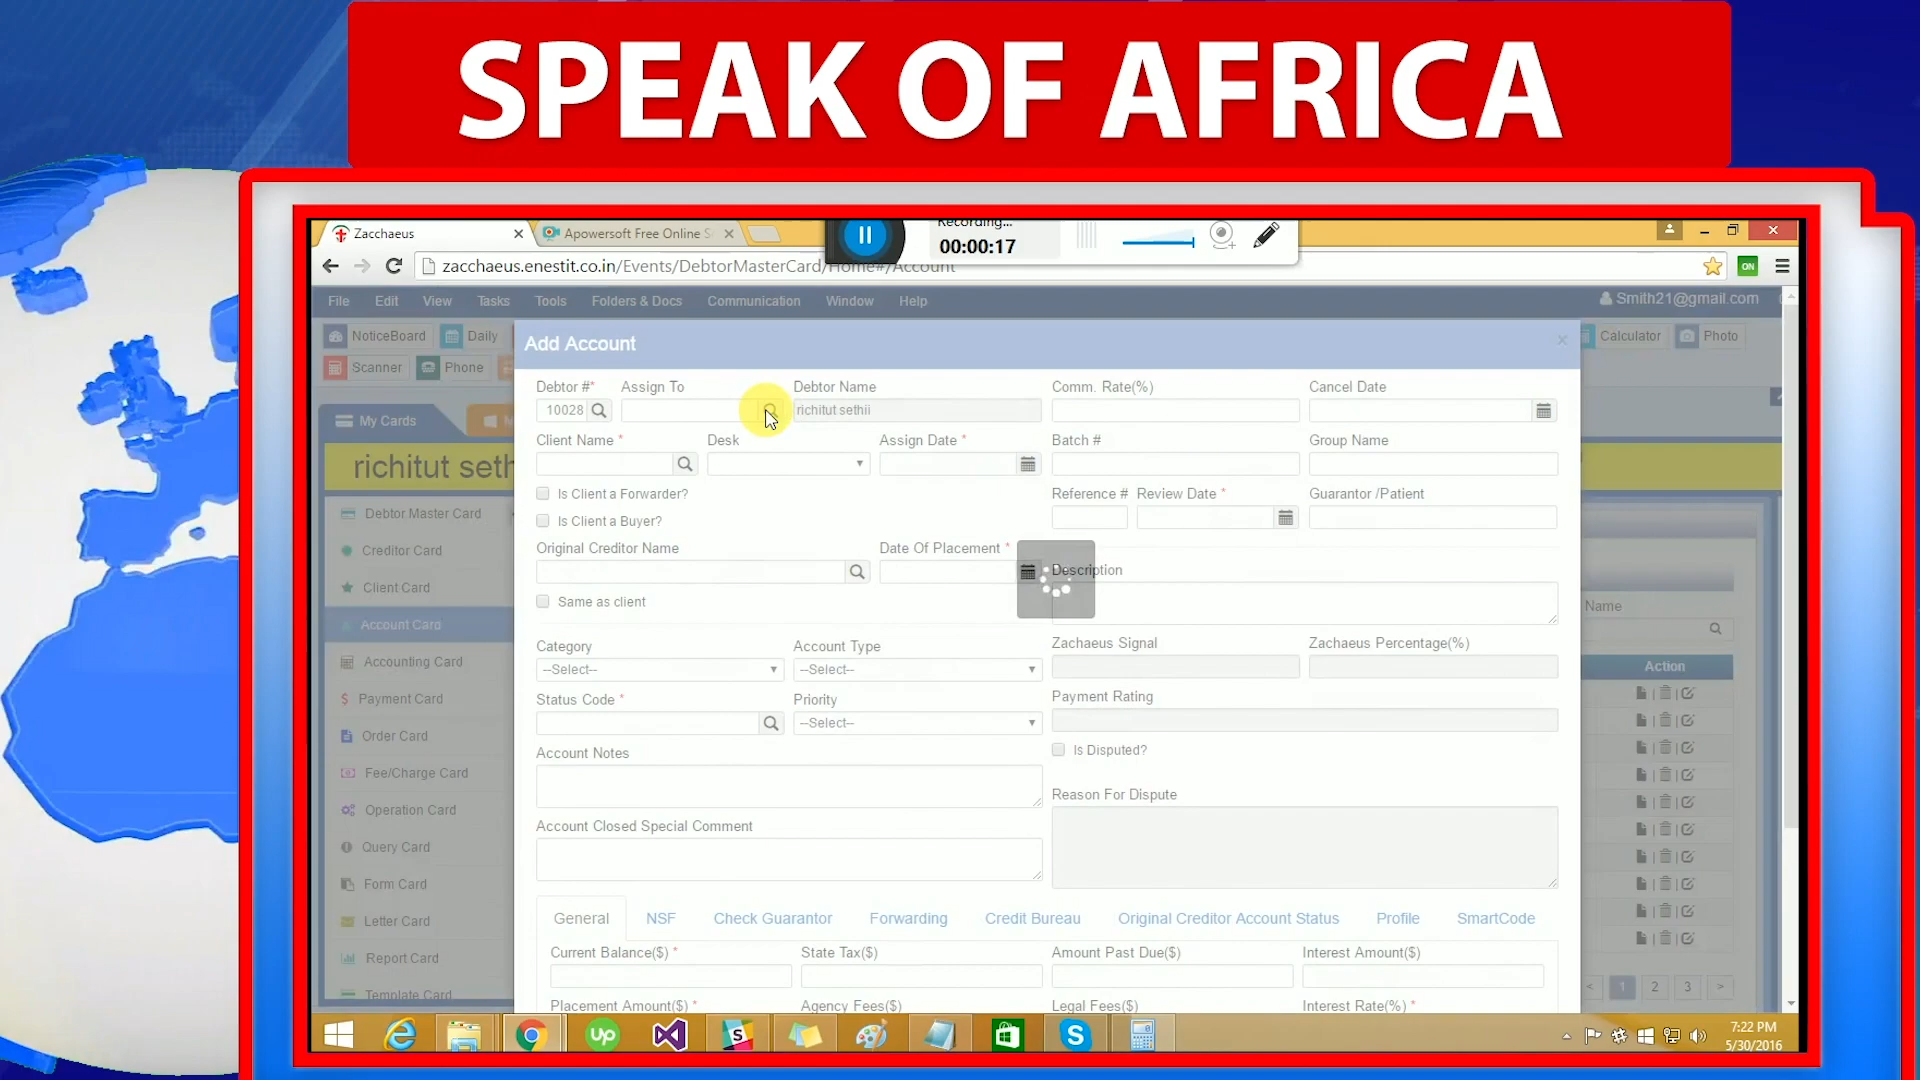 SPEAK OF AFRICA
Zacchaeus
Apowersoft Free Online S
Recording...
00:00:17
zacchaeus.enestit.co.in/Events/DebtorMasterCard/Home#/Account
ON
File Edit View Tasks Tools Folders & Docs Communication Window Help
Smith21@gmail.com
NoticeBoard Daily Calculator Photo
Scanner Phone
Add Account
My Cards
richitut seth
Debtor Master Card
Creditor Card
Client Card
Account Card
Accounting Card
Payment Card
Order Card
Fee/Charge Card
Operation Card
Query Card
Form Card
Letter Card
Report Card
Template Card
Debtor #* Assign To Debtor Name Comm. Rate(%) Cancel Date
10028 richitut sethii
Client Name * Desk Assign Date * Batch # Group Name
Is Client a Forwarder? Reference # Review Date * Guarantor /Patient
Is Client a Buyer?
Original Creditor Name Date Of Placement * Description
Same as client
Category Account Type Zachaeus Signal Zachaeus Percentage(%)
--Select-- --Select--
Status Code * Priority Payment Rating
--Select--
Account Notes Is Disputed?
Reason For Dispute
Account Closed Special Comment
General NSF Check Guarantor Forwarding Credit Bureau Original Creditor Account Status Profile SmartCode
Current Balance($) * State Tax($) Amount Past Due($) Interest Amount($)
Placement Amount($) * Agency Fees($) Legal Fees($) Interest Rate(%) *
Name
Action
< 1 2 3 >
Up
7:22 PM
5/30/2016